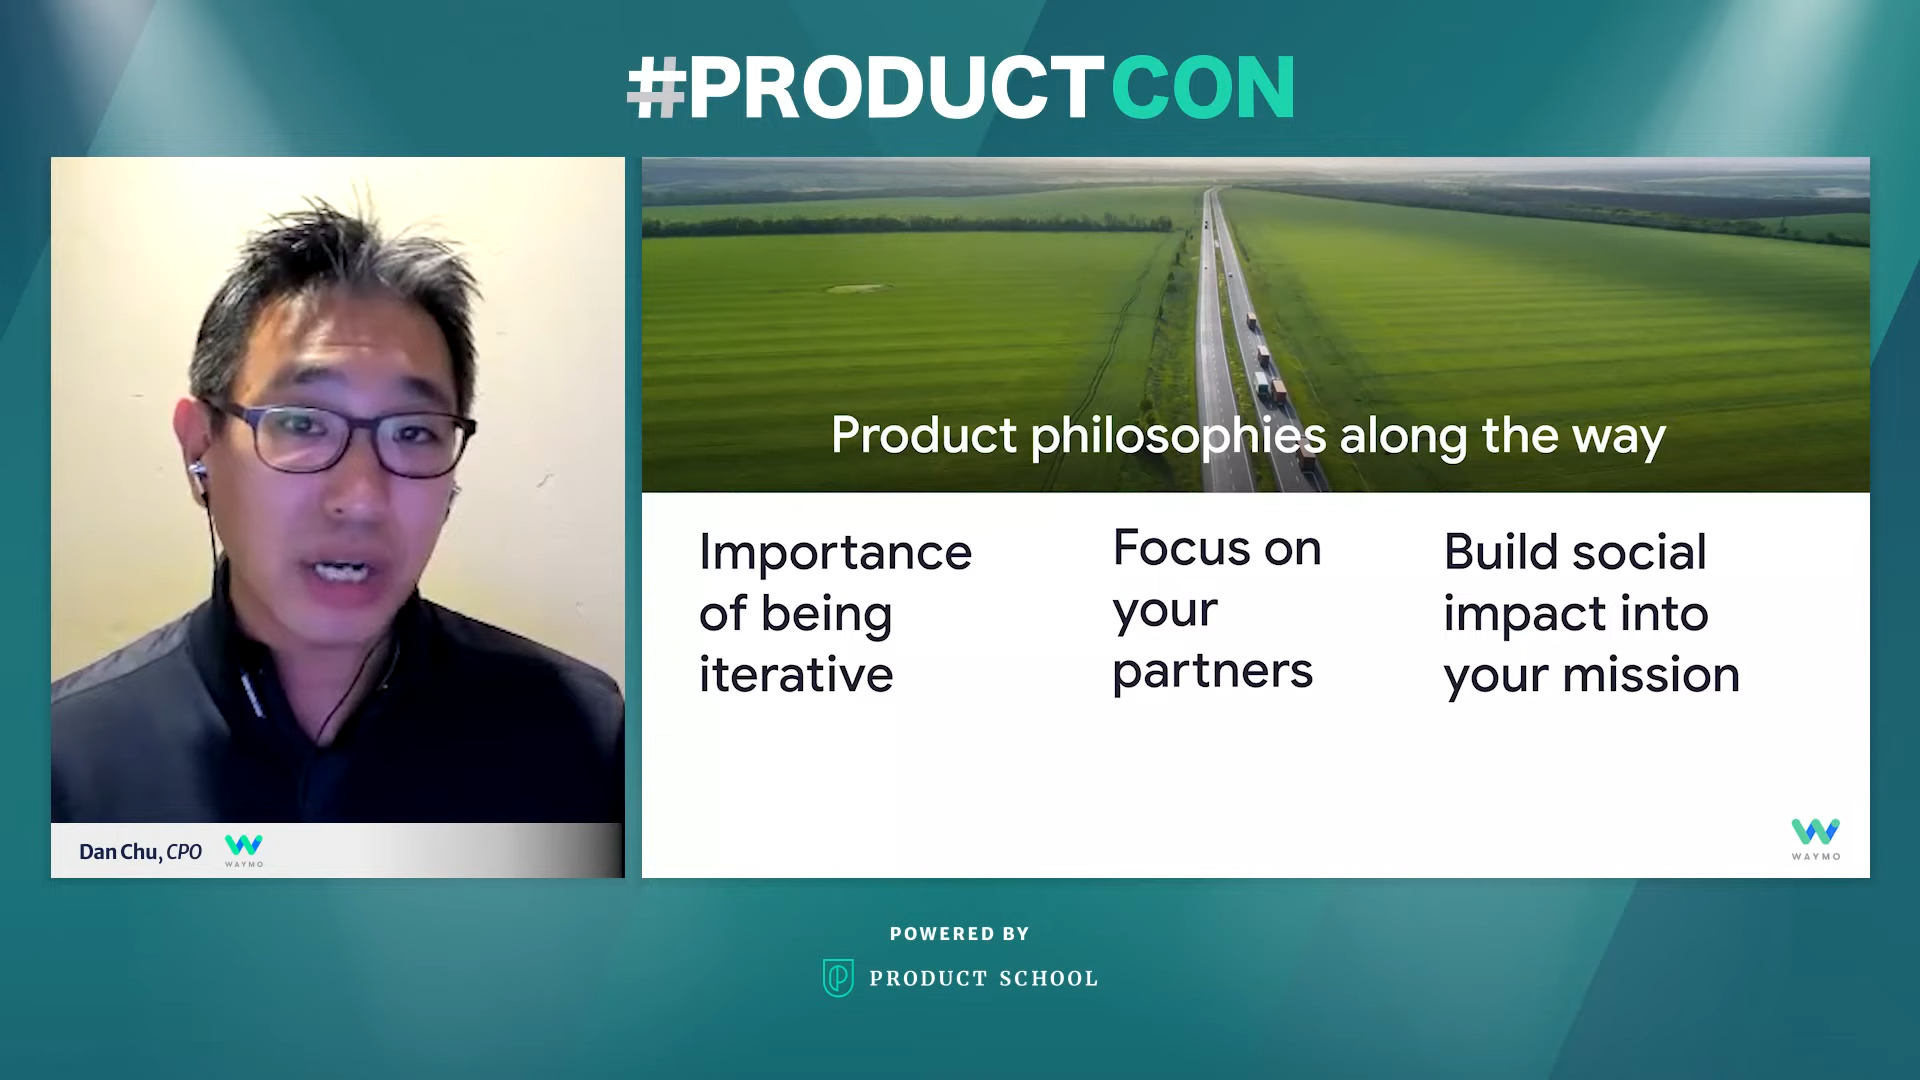 #PRODUCTCON
Product philosophies along the way
Importance
of being
iterative
Focus on
your
partners
Build social
impact into
your mission
WAYMO
Dan Chu, CPO
WAYMO
POWERED BY
PRODUCT SCHOOL